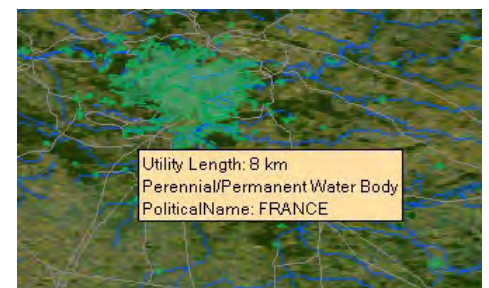 Utility Length: 8 km
Perennial/Permanent Water Body
PoliticalName: FRANCE